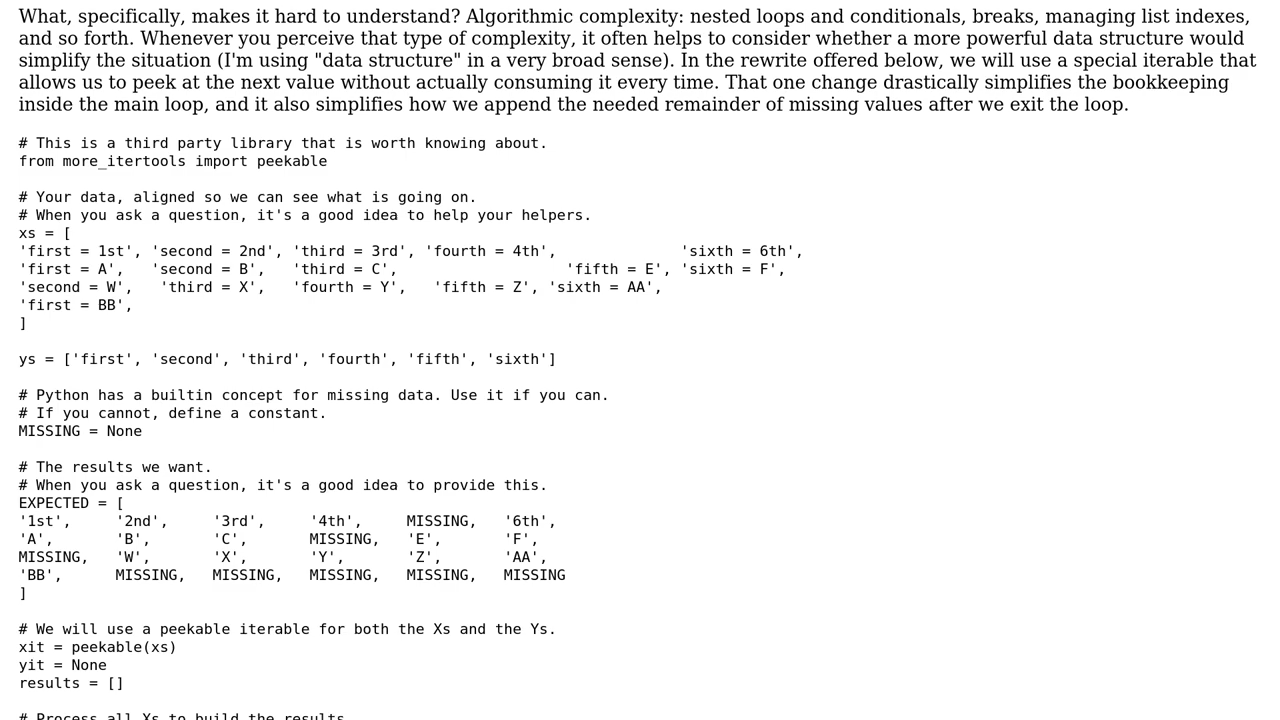 What, specifically, makes it hard to understand? Algorithmic complexity: nested loops and conditionals, breaks, managing list indexes,
and so forth. Whenever you perceive that type of complexity, it often helps to consider whether a more powerful data structure would
simplify the situation (I'm using "data structure" in a very broad sense). In the rewrite offered below, we will use a special iterable that
allows us to peek at the next value without actually consuming it every time. That one change drastically simplifies the bookkeeping
inside the main loop, and it also simplifies how we append the needed remainder of missing values after we exit the loop.

# This is a third party library that is worth knowing about.
from more_itertools import peekable

# Your data, aligned so we can see what is going on.
# When you ask a question, it's a good idea to help your helpers.
xs = [
'first = 1st', 'second = 2nd', 'third = 3rd', 'fourth = 4th',              'sixth = 6th',
'first = A',   'second = B',   'third = C',                   'fifth = E', 'sixth = F',
'second = W',   'third = X',   'fourth = Y',   'fifth = Z', 'sixth = AA',
'first = BB',
]

ys = ['first', 'second', 'third', 'fourth', 'fifth', 'sixth']

# Python has a builtin concept for missing data. Use it if you can.
# If you cannot, define a constant.
MISSING = None

# The results we want.
# When you ask a question, it's a good idea to provide this.
EXPECTED = [
'1st',     '2nd',     '3rd',     '4th',     MISSING,   '6th',
'A',       'B',       'C',       MISSING,   'E',       'F',
MISSING,   'W',       'X',       'Y',       'Z',       'AA',
'BB',      MISSING,   MISSING,   MISSING,   MISSING,   MISSING
]

# We will use a peekable iterable for both the Xs and the Ys.
xit = peekable(xs)
yit = None
results = []

# Process all Xs to build the results.